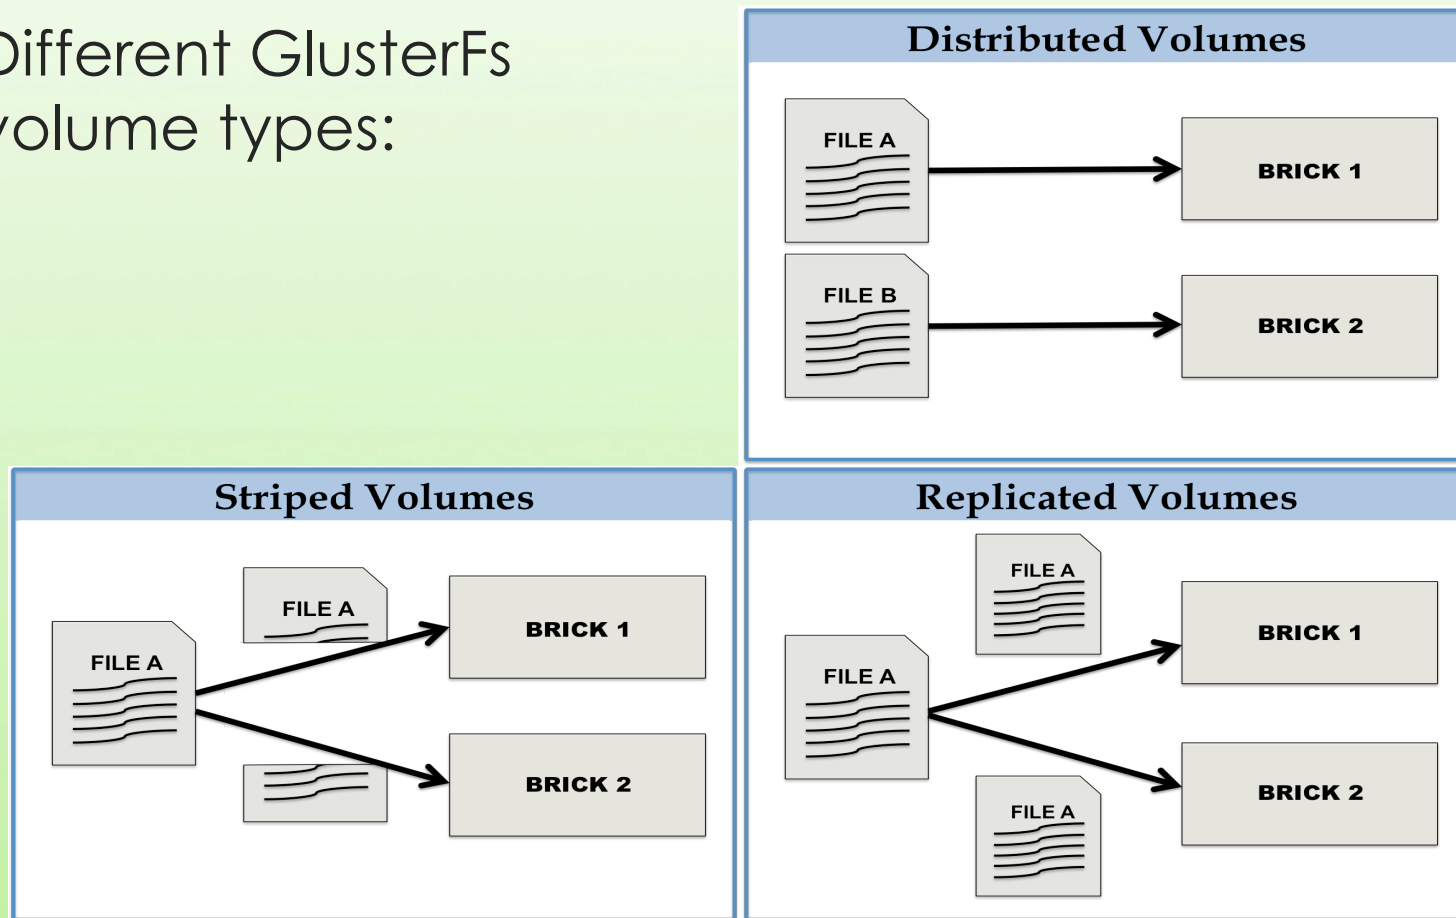 Different GlusterFs
volume types:
Distributed Volumes
FILE A
BRICK 1
FILE B
BRICK 2
Striped Volumes
FILE A
FILE A
BRICK 1
BRICK 2
Replicated Volumes
FILE A
FILE A
BRICK 1
FILE A
BRICK 2